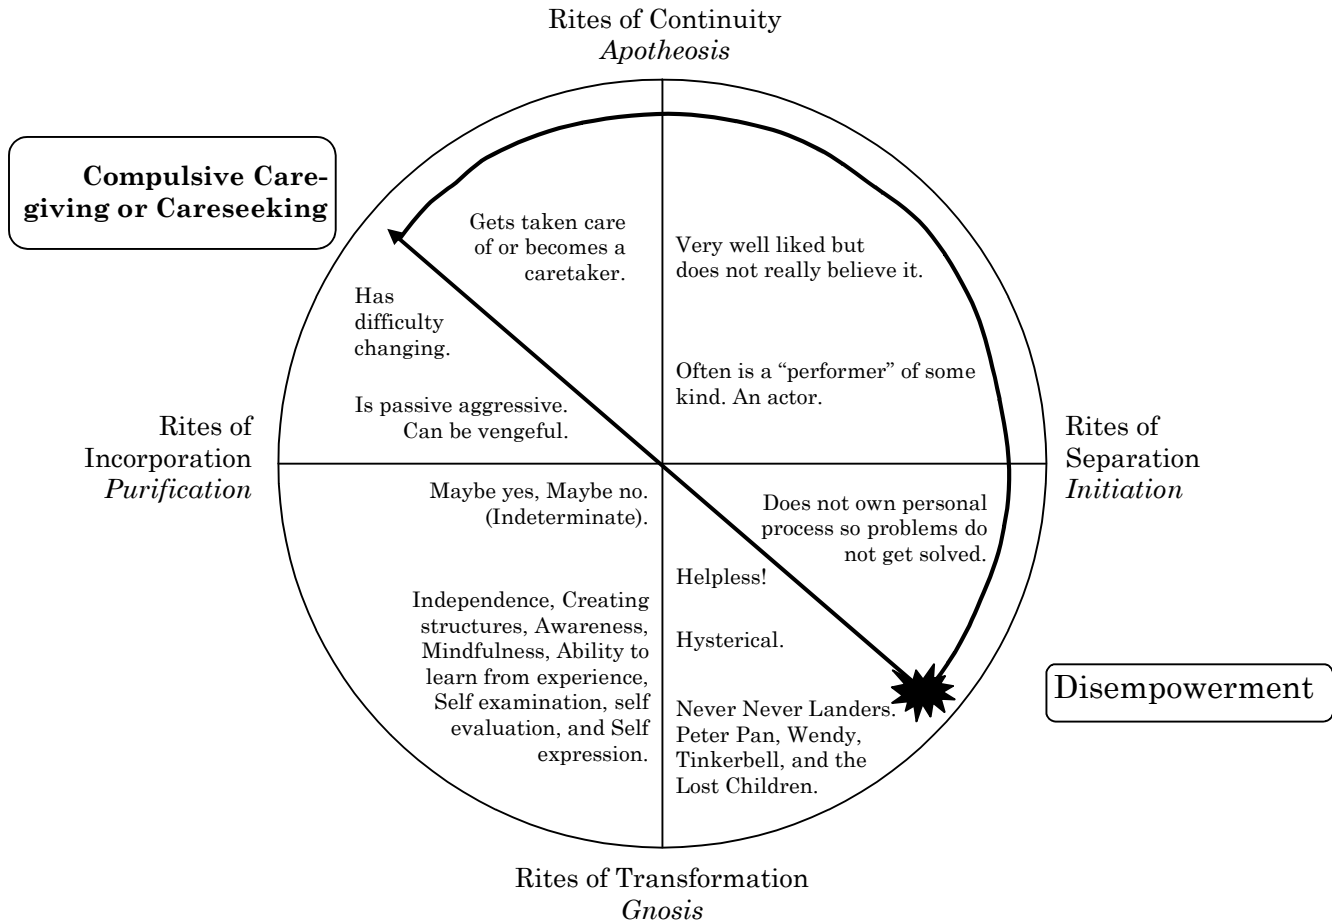 Rites of Continuity
Apotheosis
Compulsive Care-
giving or Careseeking
Gets taken care
of or becomes a
caretaker.
Very well liked but
does not really believe it.
Has
difficulty
changing.
Often is a “performer” of some
kind. An actor.
Is passive aggressive.
Can be vengeful.
Rites of
Incorporation
Purification
Rites of
Separation
Initiation
Maybe yes, Maybe no.
(Indeterminate).
Does not own personal
process so problems do
not get solved.
Helpless!
Independence, Creating
structures, Awareness,
Mindfulness, Ability to
learn from experience,
Self examination, self
evaluation, and Self
expression.
Hysterical.
Disempowerment
Never Never Landers.
Peter Pan, Wendy,
Tinkerbell, and the
Lost Children.
Rites of Transformation
Gnosis